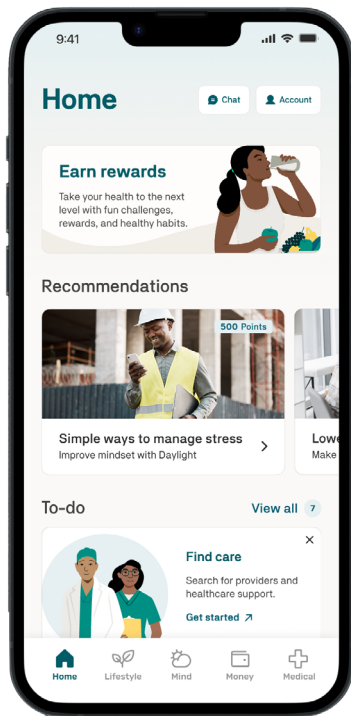 9:41
Home
Chat
Account
Earn rewards
Take your health to the next
level with fun challenges,
rewards, and healthy habits.
Recommendations
500 Points
Simple ways to manage stress
Improve mindset with Daylight
Lowe
Make
To-do
View all 7
Find care
Search for providers and
healthcare support.
Get started
Home
Lifestyle
Mind
Money
Medical